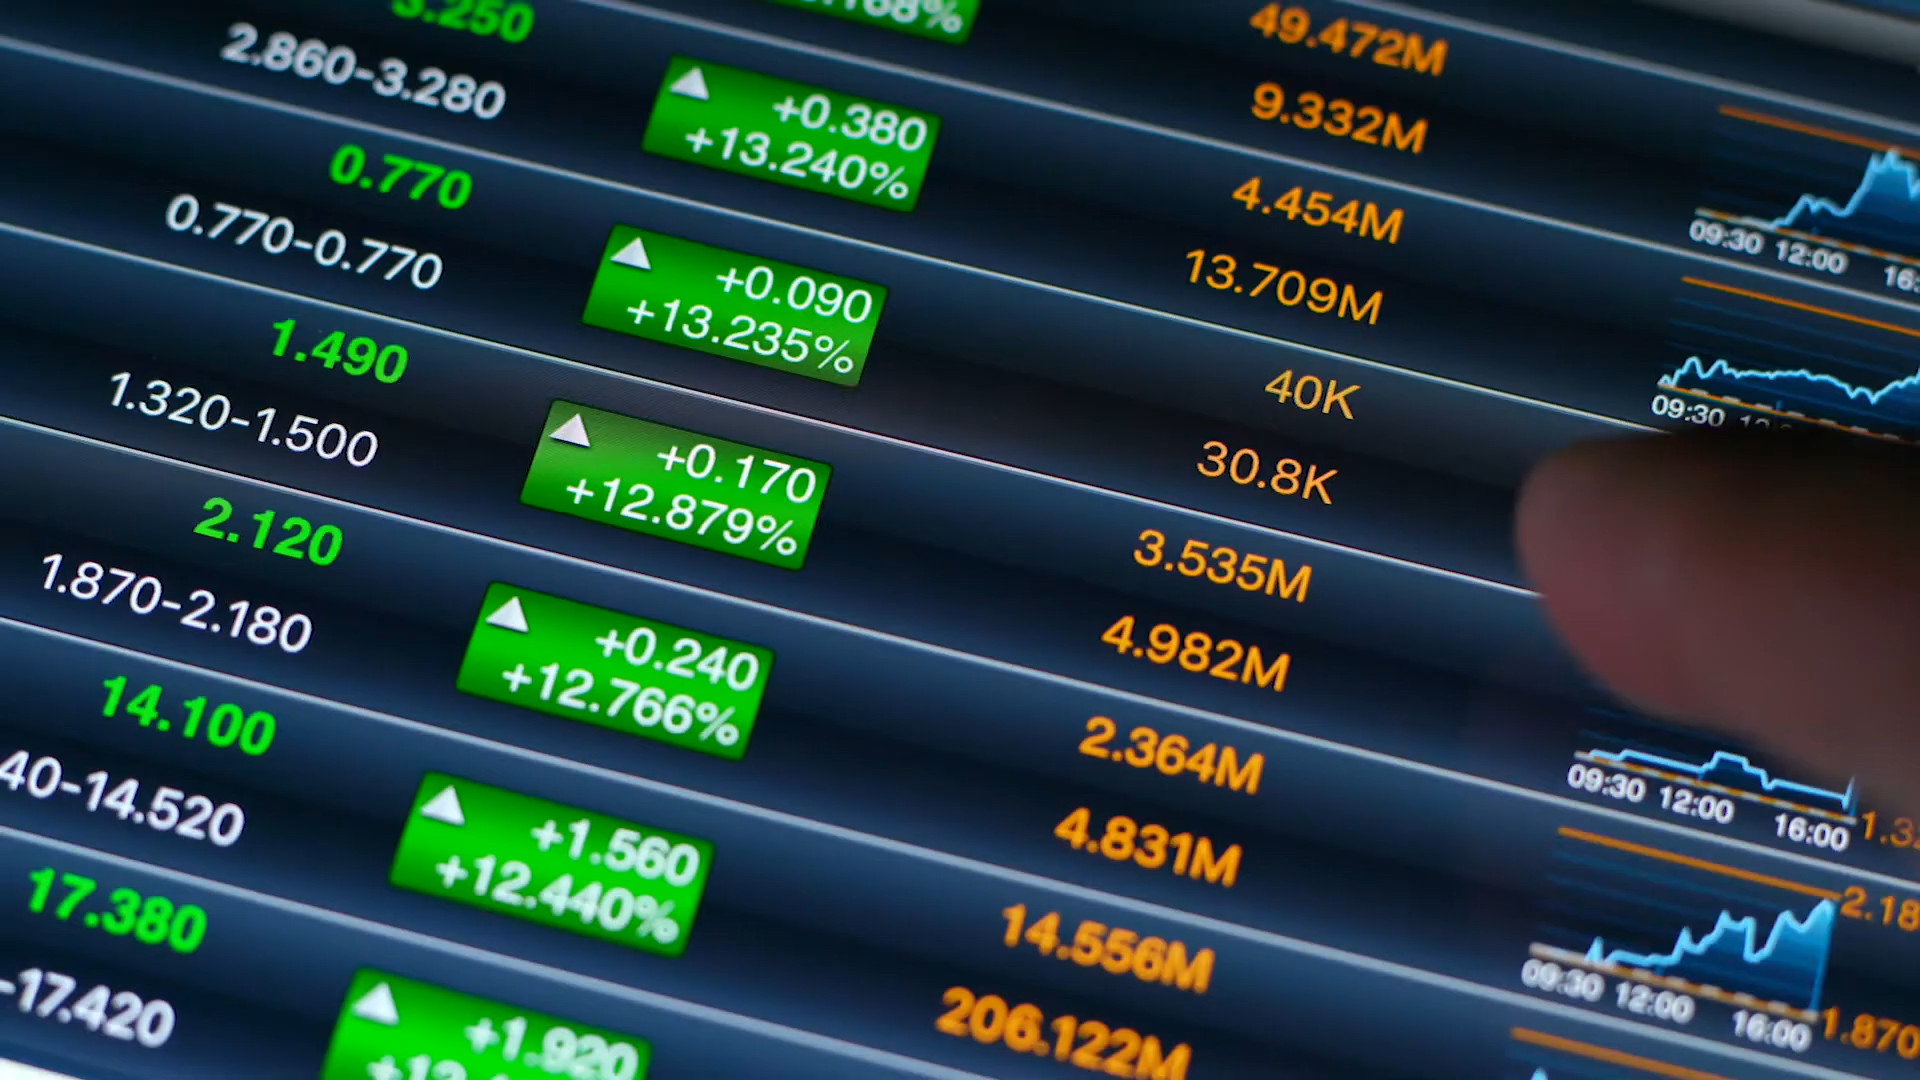 3.250
2.860-3.280
+0.380
+13.240%
49.472M
9.332M
09:30 12:00
0.770
0.770-0.770
+0.090
+13.235%
4.454M
13.709M
09:30
1.490
1.320-1.500
+0.170
+12.879%
40K
30.8K
2.120
1.870-2.180
+0.240
+12.766%
3.535M
4.982M
09:30 12:00 16:00
14.100
40-14.520
+1.560
+12.440%
2.364M
4.831M
2.18
09:30 12:00 16:00
1.870
17.380
-17.420
+1.920
14.556M
206.122M